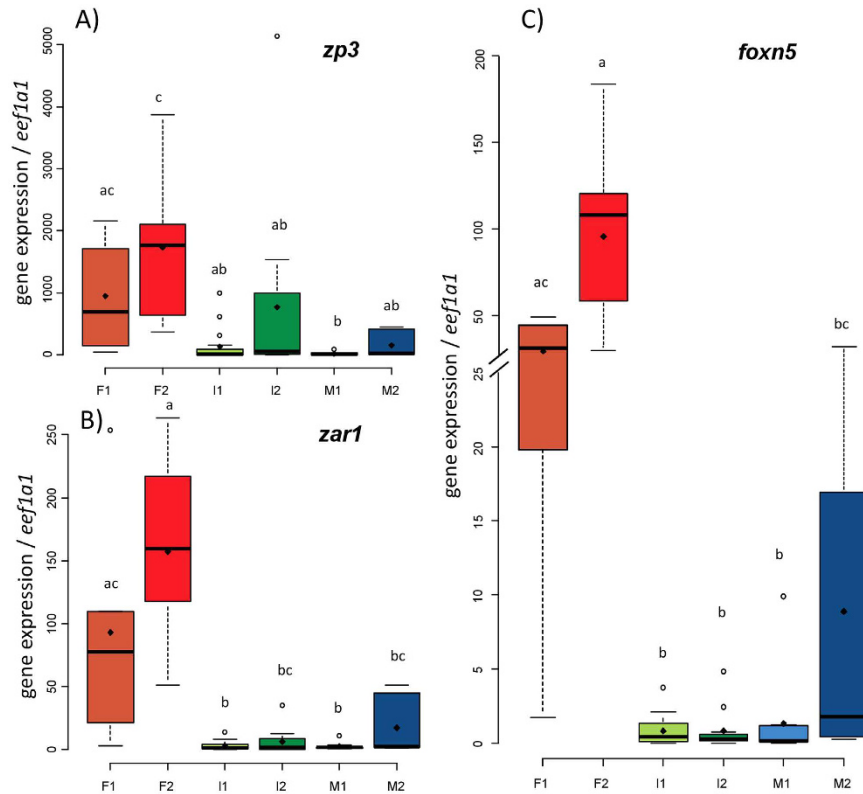 A)
zp3
gene expression / eef1a1
5000
4000
3000
2000
1000
0
ac
c
ab
ab
b
ab
F1 F2 I1 I2 M1 M2
B)
zar1
gene expression / eef1a1
250
200
150
100
50
0
ac
a
b
bc
b
bc
F1 F2 I1 I2 M1 M2
C)
foxn5
gene expression / eef1a1
200
150
100
50
25
20
15
10
5
0
ac
a
b
b
b
bc
F1 F2 I1 I2 M1 M2